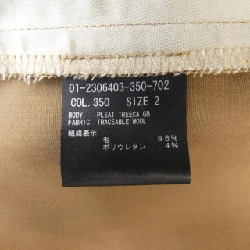 01-2306403-350-702
COL. 350 SIZE 2
BODY PLEAT TREECA GB
FABRIC TRACEABLE WOOL
組成表示
毛 96%
ポリウレタン 4%